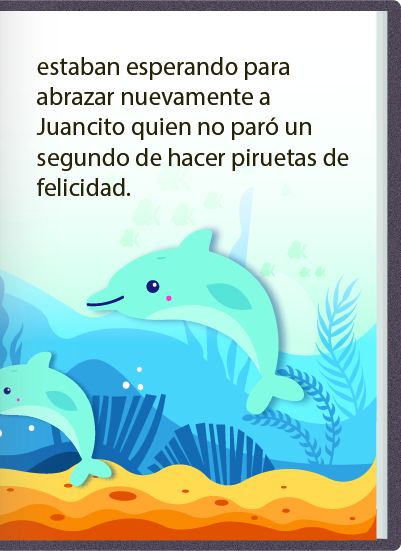 estaban esperando para
abrazar nuevamente a
Juancito quien no paró un
segundo de hacer piruetas de
felicidad.